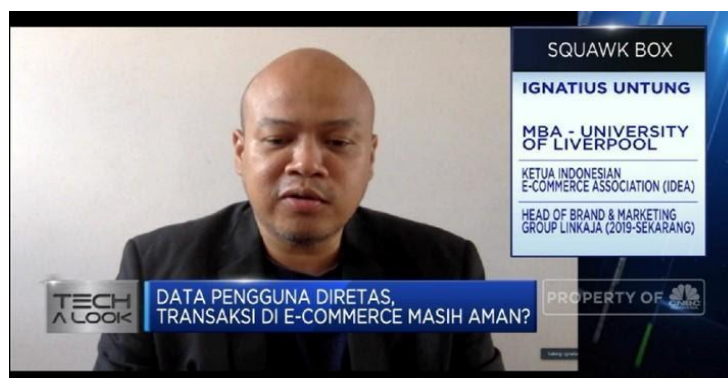 SQUAWK BOX
IGNATIUS UNTUNG
MBA - UNIVERSITY
OF LIVERPOOL
KETUA INDONESIAN
E-COMMERCE ASSOCIATION (IDEA)
HEAD OF BRAND & MARKETING
GROUP LINKAJA (2019-SEKARANG)
TECH
A LOOK
DATA PENGGUNA DIRETAS,
TRANSAKSI DI E-COMMERCE MASIH AMAN?
PROPERTY OF
CNBC